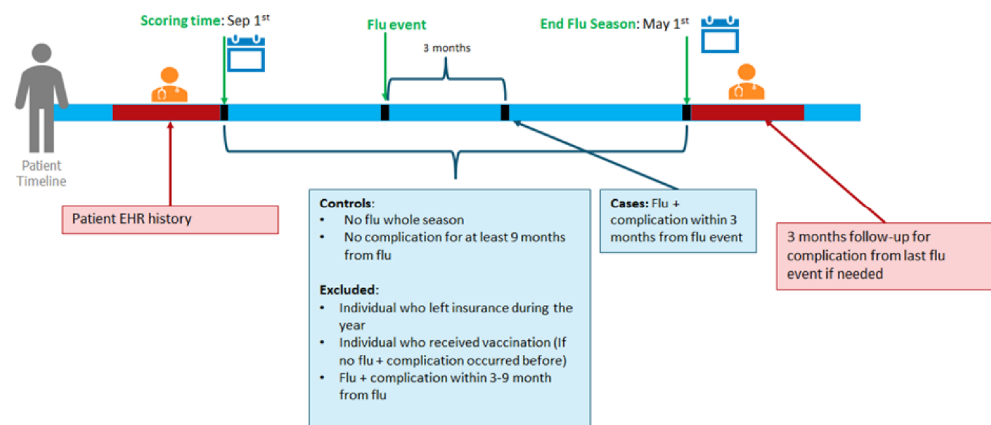 Scoring time: Sep 1st
Flu event
End Flu Season: May 1st
3 months
Patient
Timeline
Patient EHR history
Controls:
• No flu whole season
• No complication for at least 9 months
from flu
Excluded:
• Individual who left insurance during the
year
• Individual who received vaccination (If
no flu + complication occurred before)
• Flu + complication within 3-9 month
from flu
Cases: Flu +
complication within 3
months from flu event
3 months follow-up for
complication from last flu
event if needed